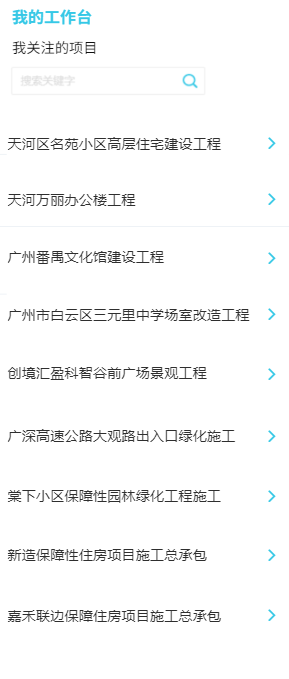 我的工作台
我关注的项目
搜索关键字
天河区名苑小区高层住宅建设工程
天河万丽办公楼工程
广州番禺文化馆建设工程
广州市白云区三元里中学场室改造工程
创境汇盈科智谷前广场景观工程
广深高速公路大观路出入口绿化施工
棠下小区保障性园林绿化工程施工
新造保障性住房项目施工总承包
嘉禾联边保障住房项目施工总承包